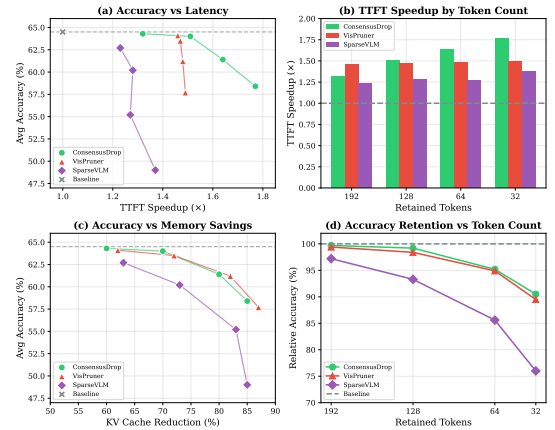 (a) Accuracy vs Latency
Avg Accuracy (%)
65.0
62.5
60.0
57.5
55.0
52.5
50.0
47.5
ConsensusDrop
VisPruner
SparseVLM
Baseline
1.0
1.2
1.4
1.6
1.8
TTFT Speedup (×)
(b) TTFT Speedup by Token Count
TTFT Speedup (×)
2.00
1.75
1.50
1.25
1.00
0.75
0.50
0.25
0.00
ConsensusDrop
VisPruner
SparseVLM
192
128
64
32
Retained Tokens
(c) Accuracy vs Memory Savings
Avg Accuracy (%)
65.0
62.5
60.0
57.5
55.0
52.5
50.0
47.5
ConsensusDrop
VisPruner
SparseVLM
Baseline
50
55
60
65
70
75
80
85
90
KV Cache Reduction (%)
(d) Accuracy Retention vs Token Count
Relative Accuracy (%)
100
95
90
85
80
75
70
ConsensusDrop
VisPruner
SparseVLM
Baseline
192
128
64
32
Retained Tokens